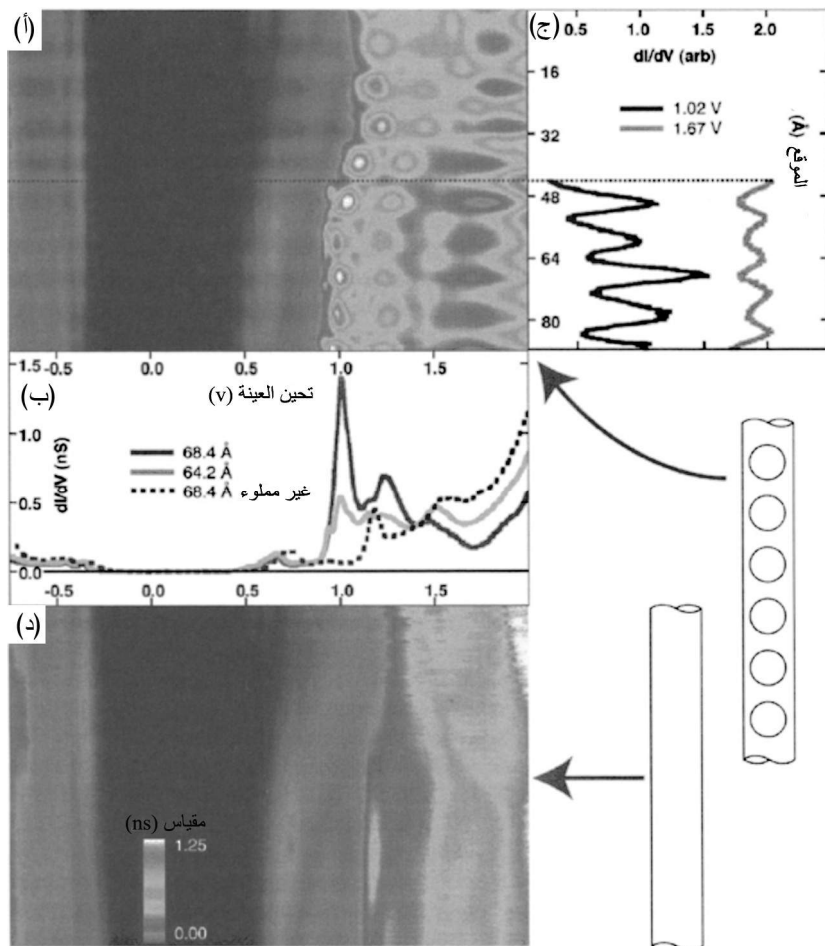 (أ)
(ج)
0.5 1.0 1.5 2.0
dI/dV (arb)
16
1.02 V
1.67 V
32
الموقع (Å)
48
64
80
-0.5 0.0 0.5 1.0 1.5
(ب)
تحين العينة (v)
1.5
1.0
0.5
0.0
dI/dV (nS)
68.4 Å
64.2 Å
68.4 Å غير مملوء
-0.5 0.0 0.5 1.0 1.5
(د)
مقياس (ns)
1.25
0.00